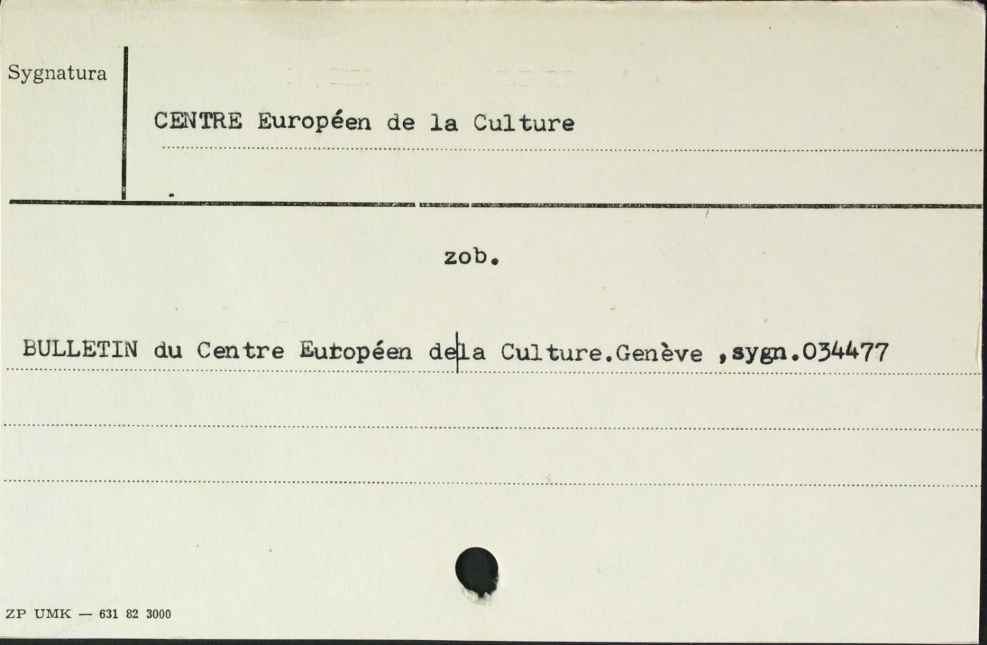 Sygnatura
CENTRE Européen de la Culture
zob.
BULLETIN du Centre Européen de|la Culture.Genève ,sygn.034477
ZP UMK — 631 82 3000